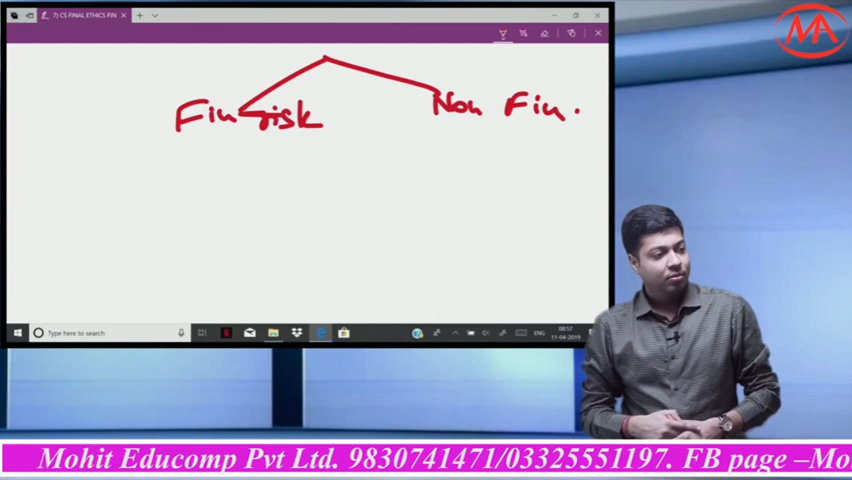 MA
7) CS FINAL ETHICS FIN
Fin risk
Non Fin.
Type here to search
ENG
08:57
11-04-2019
Mohit Educomp Pvt Ltd. 9830741471/03325551197. FB page –Mo